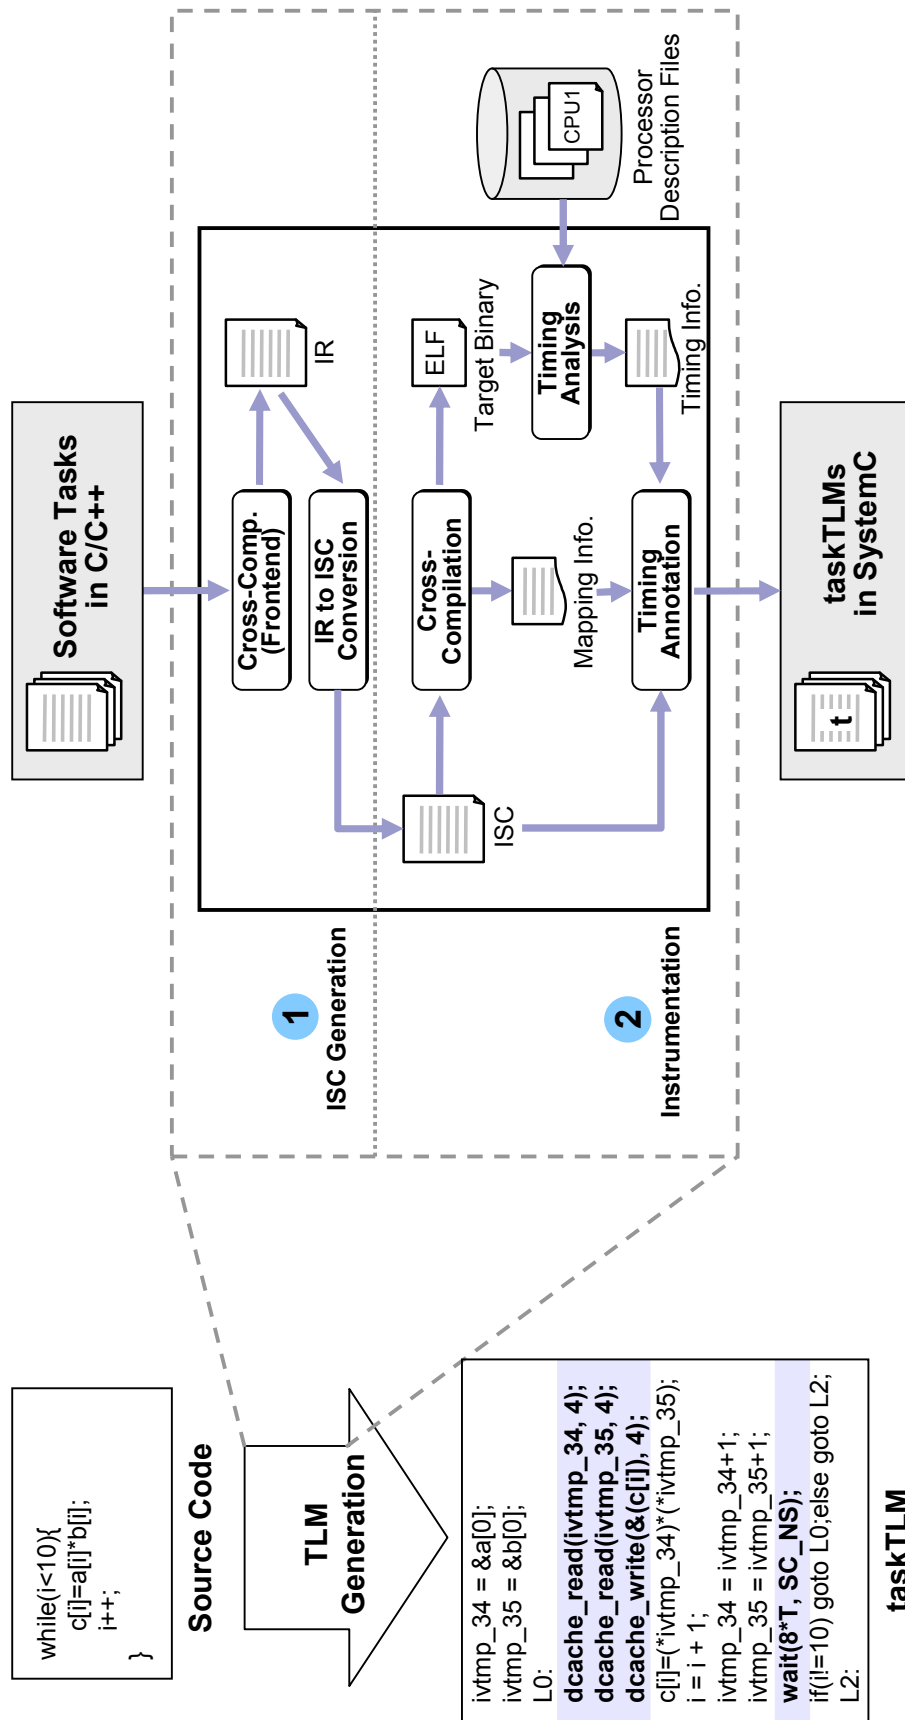 while(i<10){
c[i]=a[i]*b[i];
i++;
}
Source Code
TLM
Generation
ivtmp_34 = &a[0];
ivtmp_35 = &b[0];
L0:
dcache_read(ivtmp_34, 4);
dcache_read(ivtmp_35, 4);
dcache_write(&(c[i]), 4);
c[i]=(*ivtmp_34)*(*ivtmp_35);
i = i + 1;
ivtmp_34 = ivtmp_34+1;
ivtmp_35 = ivtmp_35+1;
wait(8*T, SC_NS);
if(i!=10) goto L0;else goto L2;
L2:
taskTLM
1
ISC Generation
2
Instrumentation
Software Tasks
in C/C++
Cross-Comp.
(Frontend)
IR
IR to ISC
Conversion
ISC
Cross-
Compilation
ELF
Target Binary
Mapping Info.
Timing
Analysis
CPU1
Processor
Description Files
Timing Info.
Timing
Annotation
t
taskTLMs
in SystemC